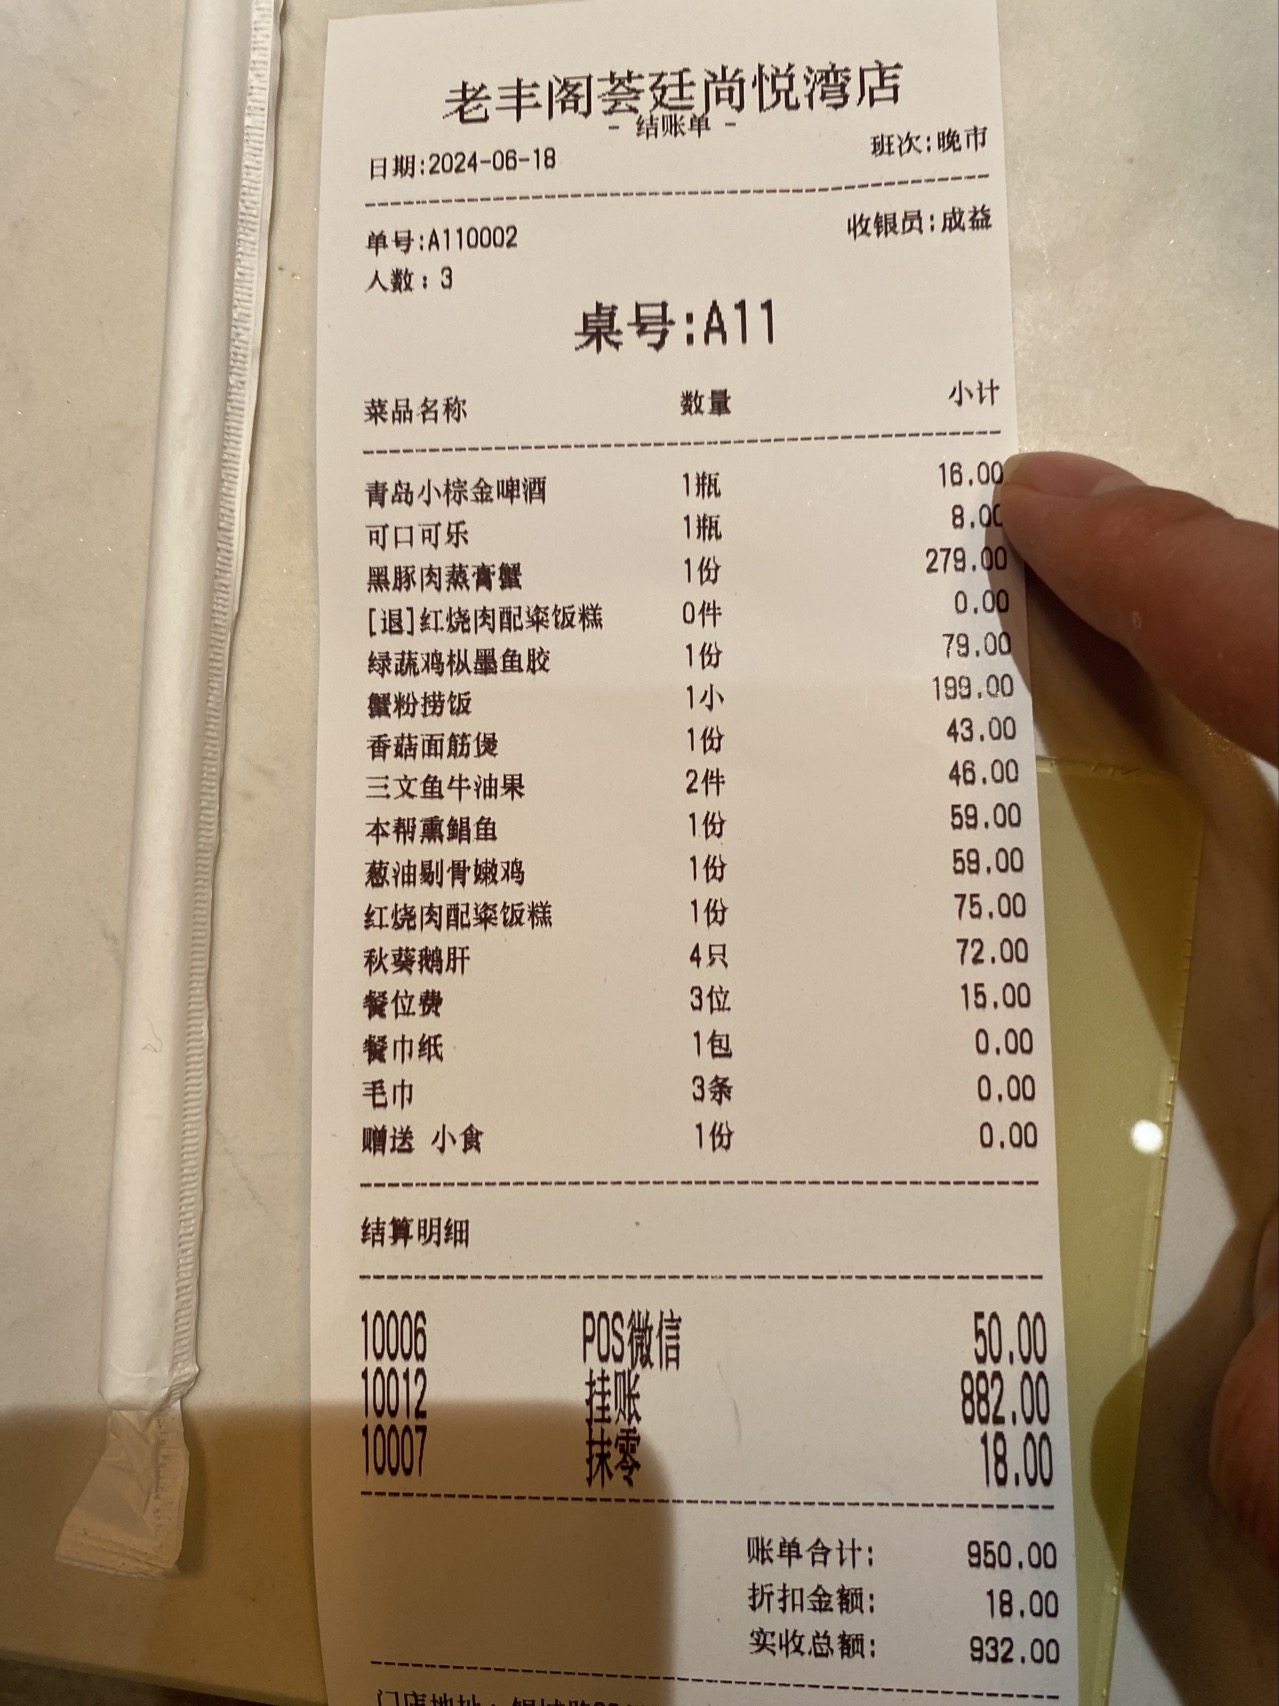 老丰阁荟廷尚悦湾店
- 结账单 -
日期:2024-06-18 班次:晚市
单号:A110002 收银员:成益
人数:3
桌号:A11
菜品名称 数量 小计
青岛小棕金啤酒 1瓶 16.00
可口可乐 1瓶 8.00
黑豚肉蒸膏蟹 1份 279.00
[退]红烧肉配粢饭糕 0件 0.00
绿蔬鸡枞墨鱼胶 1份 79.00
蟹粉捞饭 1小 199.00
香菇面筋煲 1份 43.00
三文鱼牛油果 2件 46.00
本帮熏鲳鱼 1份 59.00
葱油剔骨嫩鸡 1份 59.00
红烧肉配粢饭糕 1份 75.00
秋葵鹅肝 4只 72.00
餐位费 3位 15.00
餐巾纸 1包 0.00
毛巾 3条 0.00
赠送 小食 1份 0.00
结算明细
10006 POS微信 50.00
10012 挂账 882.00
10007 抹零 18.00
账单合计: 950.00
折扣金额: 18.00
实收总额: 932.00
门店地址: